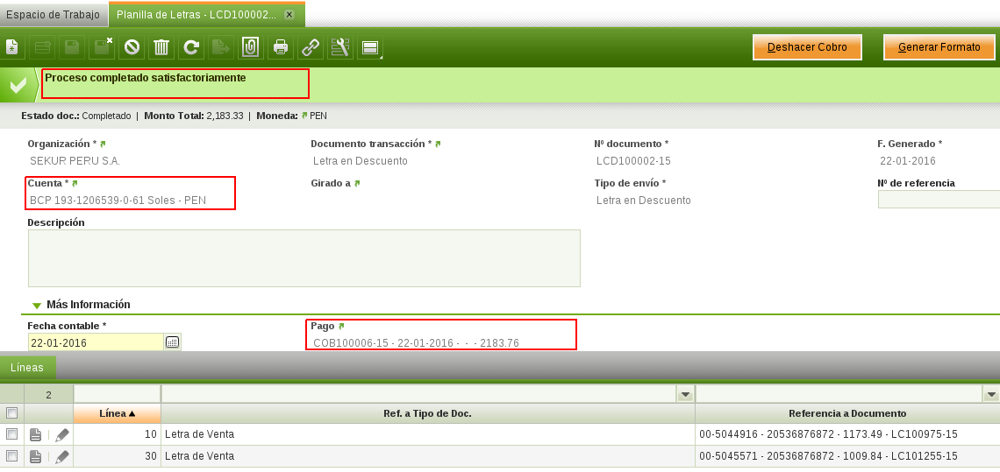 Espacio de Trabajo Planilla de Letras - LCD100002...
Deshacer Cobro Generar Formato
Proceso completado satisfactoriamente
Estado doc.: Completado | Monto Total: 2,183.33 | Moneda: PEN
Organización * Documento transacción * Nº documento * F. Generado *
SEKUR PERU S.A. Letra en Descuento LCD100002-15 22-01-2016
Cuenta * Girado a Tipo de envío * Nº de referencia
BCP 193-1206539-0-61 Soles - PEN Letra en Descuento
Descripción
Más Información
Fecha contable * Pago
22-01-2016 COB100006-15 - 22-01-2016 - - - 2183.76
Líneas
2
Línea Ref. a Tipo de Doc. Referencia a Documento
10 Letra de Venta 00-5044916 - 20536876872 - 1173.49 - LC100975-15
30 Letra de Venta 00-5045571 - 20536876872 - 1009.84 - LC101255-15